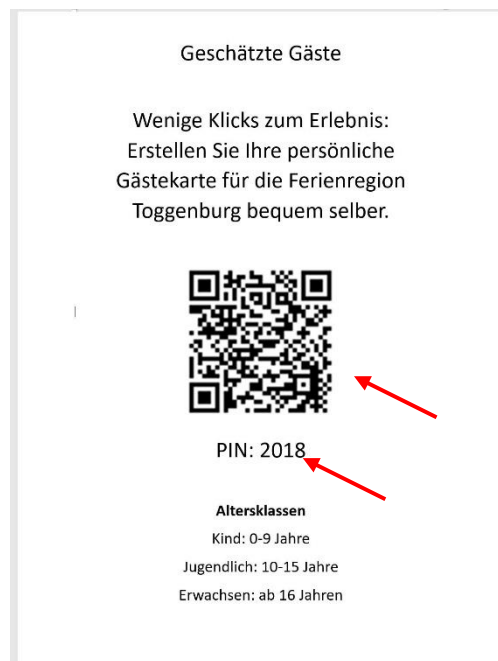 Geschätzte Gäste
Wenige Klicks zum Erlebnis:
Erstellen Sie Ihre persönliche
Gästekarte für die Ferienregion
Toggenburg bequem selber.
PIN: 2018
Altersklassen
Kind: 0-9 Jahre
Jugendlich: 10-15 Jahre
Erwachsen: ab 16 Jahren